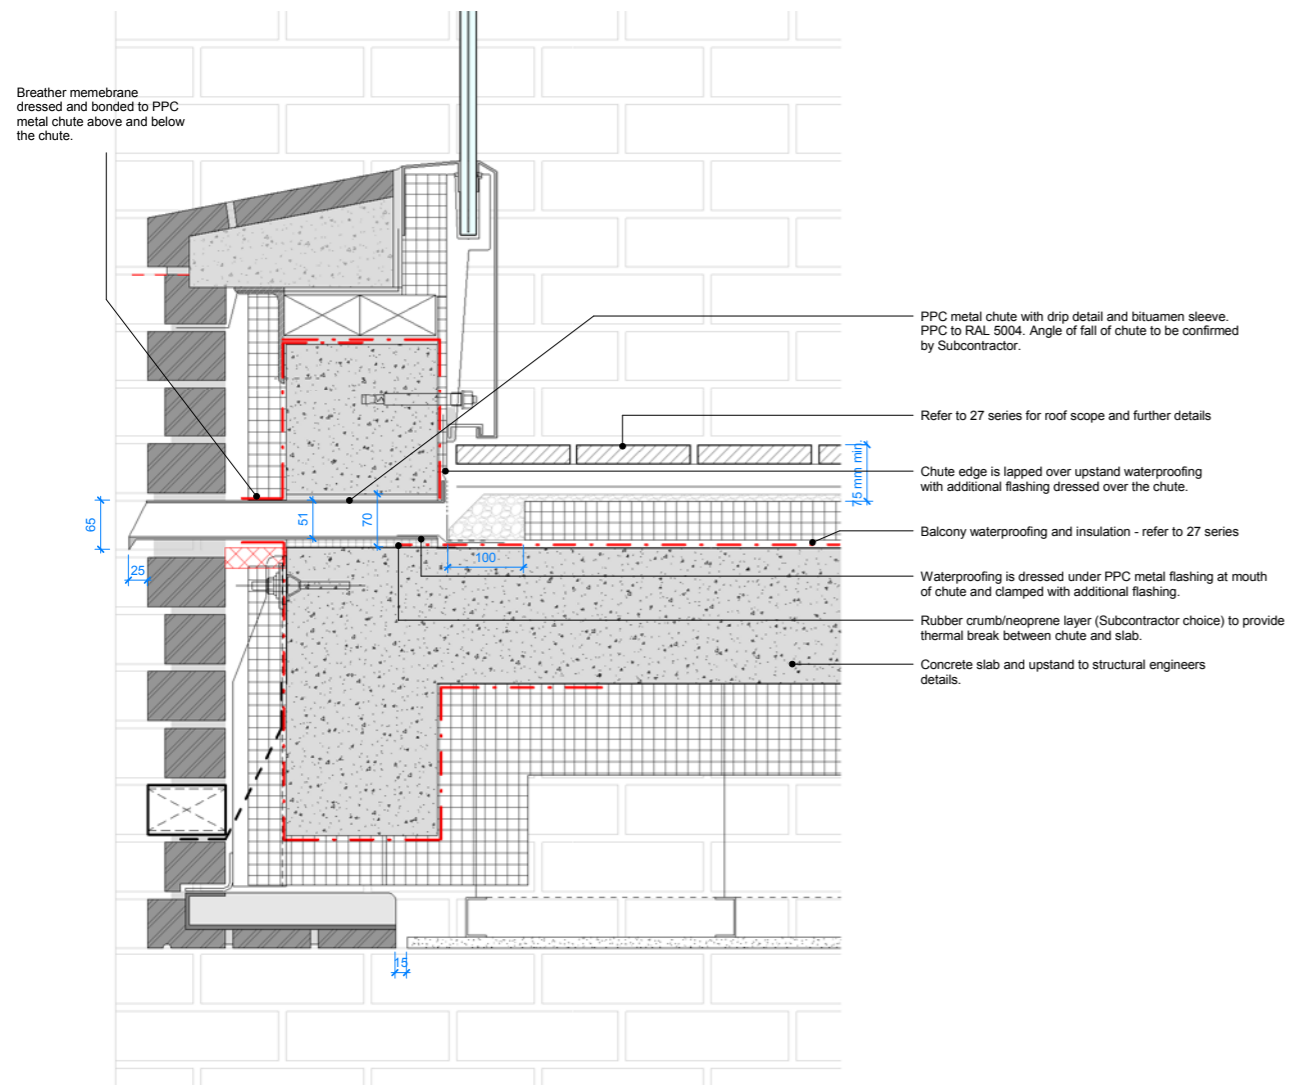 Breather memebrane
dressed and bonded to PPC
metal chute above and below
the chute.
PPC metal chute with drip detail and bituamen sleeve.
PPC to RAL 5004. Angle of fall of chute to be confirmed
by Subcontractor.
Refer to 27 series for roof scope and further details
75 mm min
Chute edge is lapped over upstand waterproofing
with additional flashing dressed over the chute.
65
51
70
Balcony waterproofing and insulation - refer to 27 series
100
25
Waterproofing is dressed under PPC metal flashing at mouth
of chute and clamped with additional flashing.
Rubber crumb/neoprene layer (Subcontractor choice) to provide
thermal break between chute and slab.
Concrete slab and upstand to structural engineers
details.
15